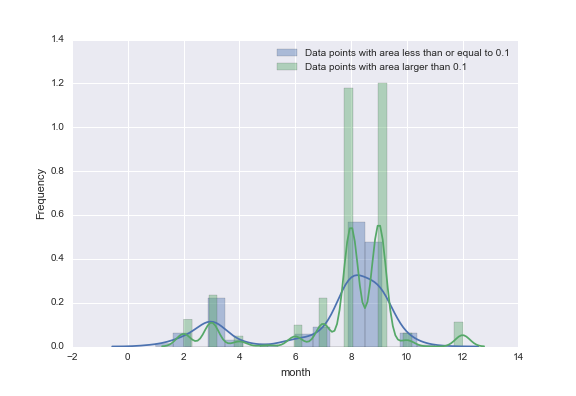 1.4
1.2
1.0
0.8
0.6
0.4
0.2
0.0
Frequency
Data points with area less than or equal to 0.1
Data points with area larger than 0.1
−2 0 2 4 6 8 10 12 14
month